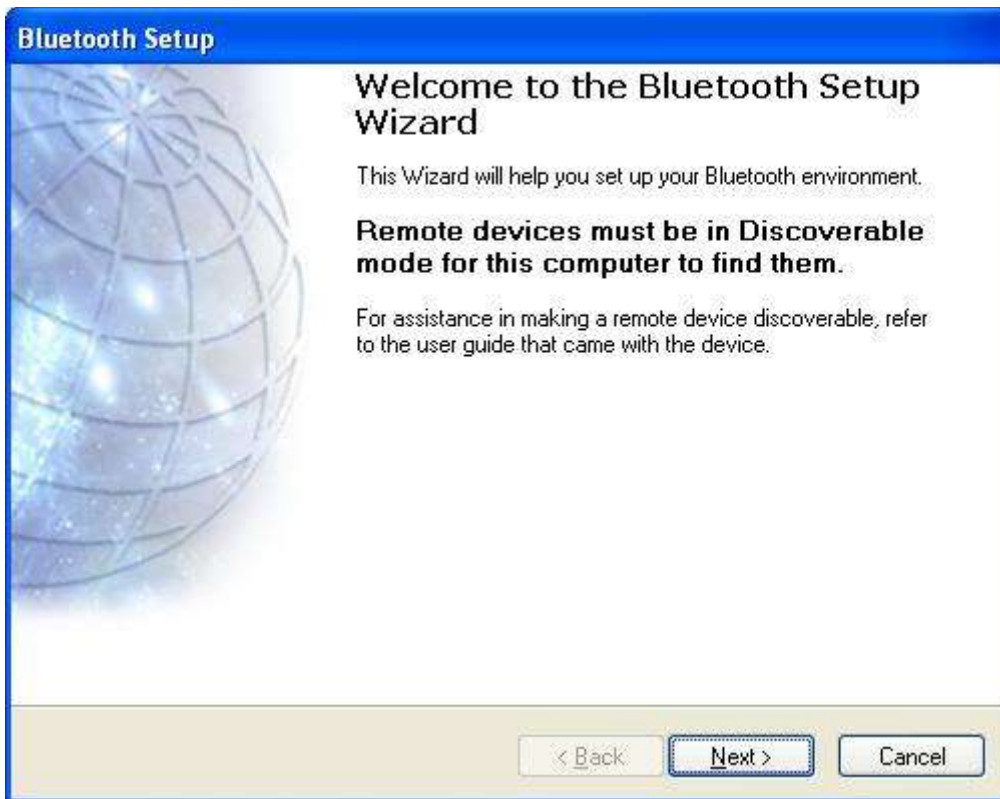 Bluetooth Setup
Welcome to the Bluetooth Setup
Wizard
This Wizard will help you set up your Bluetooth environment.
Remote devices must be in Discoverable
mode for this computer to find them.
For assistance in making a remote device discoverable, refer
to the user guide that came with the device.
< Back Next > Cancel